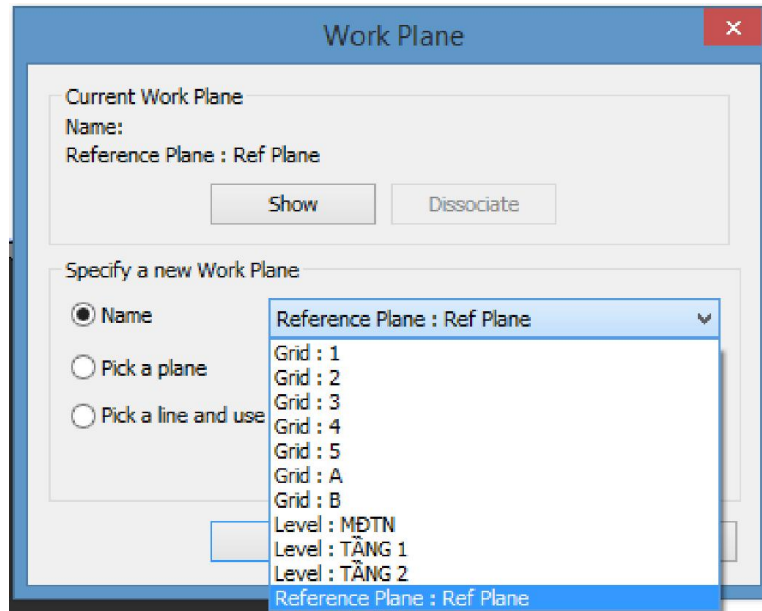 Work Plane
Current Work Plane
Name:
Reference Plane : Ref Plane
Show
Dissociate
Specify a new Work Plane
Name
Reference Plane : Ref Plane
Pick a plane
Pick a line and use
Grid : 1
Grid : 2
Grid : 3
Grid : 4
Grid : 5
Grid : A
Grid : B
Level : MĐTN
Level : TẦNG 1
Level : TẦNG 2
Reference Plane : Ref Plane